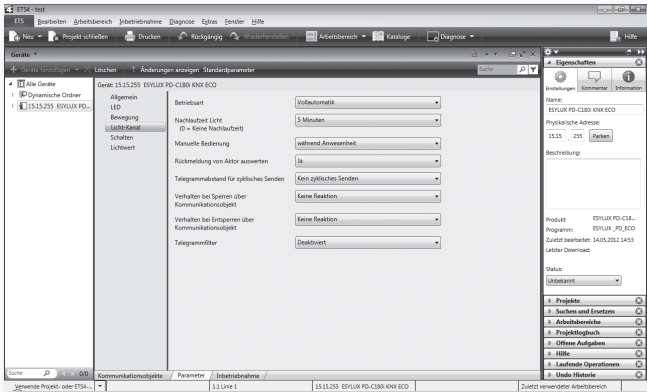 ETS4 - test
ETS Bearbeiten Arbeitsbereich Inbetriebnahme Diagnose Extras Fenster Hilfe
Neu Projekt schließen Drucken Rückgängig Wiederherstellen Arbeitsbereich Kataloge Diagnose Hilfe
Geräte
Geräte hinzufügen Löschen Änderungen anzeigen Standardparameter Suche
Alle Geräte
Dynamische Ordner
15.15.255 ESYLUX PD...
Gerät: 15.15.255 ESYLUX PD-C180i KNX ECO
Allgemein
LED
Bewegung
Licht-Kanal
Schalten
Lichtwert
Betriebsart Vollautomatik
Nachlaufzeit Licht 5 Minuten
(0 = Keine Nachlaufzeit)
Manuelle Bedienung während Anwesenheit
Rückmeldung von Aktor auswerten Ja
Telegrammabstand für zyklisches Senden Kein zyklisches Senden
Verhalten bei Sperren über Keine Reaktion
Kommunikationsobjekt
Verhalten bei Entsperren über Keine Reaktion
Kommunikationsobjekt
Telegrammfilter Deaktiviert
Eigenschaften
Einstellungen Kommentar Information
Name:
ESYLUX PD-C180i KNX ECO
Physikalische Adresse:
15.15 . 255 Parken
Beschreibung:
Produkt: ESYLUX PD-C18...
Programm: ESYLUX _PD_ECO
Zuletzt bearbeitet: 14.05.2012 14:53
Letzter Download:
Status:
Unbekannt
Projekte
Suchen und Ersetzen
Arbeitsbereiche
Projektlogbuch
Offene Aufgaben
Hilfe
Laufende Operationen
Undo Historie
Suche 0/0
Kommunikationsobjekte Parameter Inbetriebnahme
Verwende Projekt- oder ETS4-... 1.1 Linie 1 15.15.255 ESYLUX PD-C180i KNX ECO Zuletzt verwendeter Arbeitsbereich